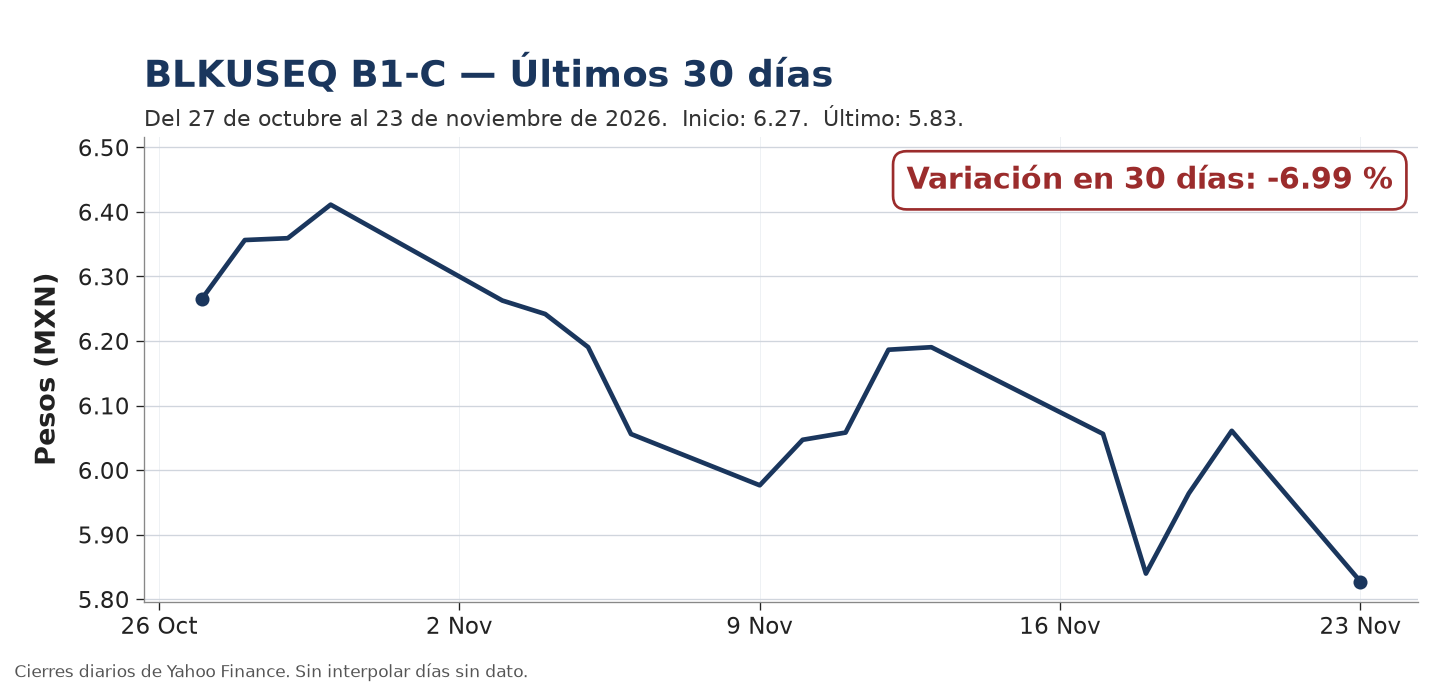 BLKUSEQ B1-C — Últimos 30 días
Del 27 de octubre al 23 de noviembre de 2026.  Inicio: 6.27.  Último: 5.83.
Variación en 30 días: -6.99 %
Pesos (MXN)
6.50
6.40
6.30
6.20
6.10
6.00
5.90
5.80
26 Oct
2 Nov
9 Nov
16 Nov
23 Nov
Cierres diarios de Yahoo Finance. Sin interpolar días sin dato.